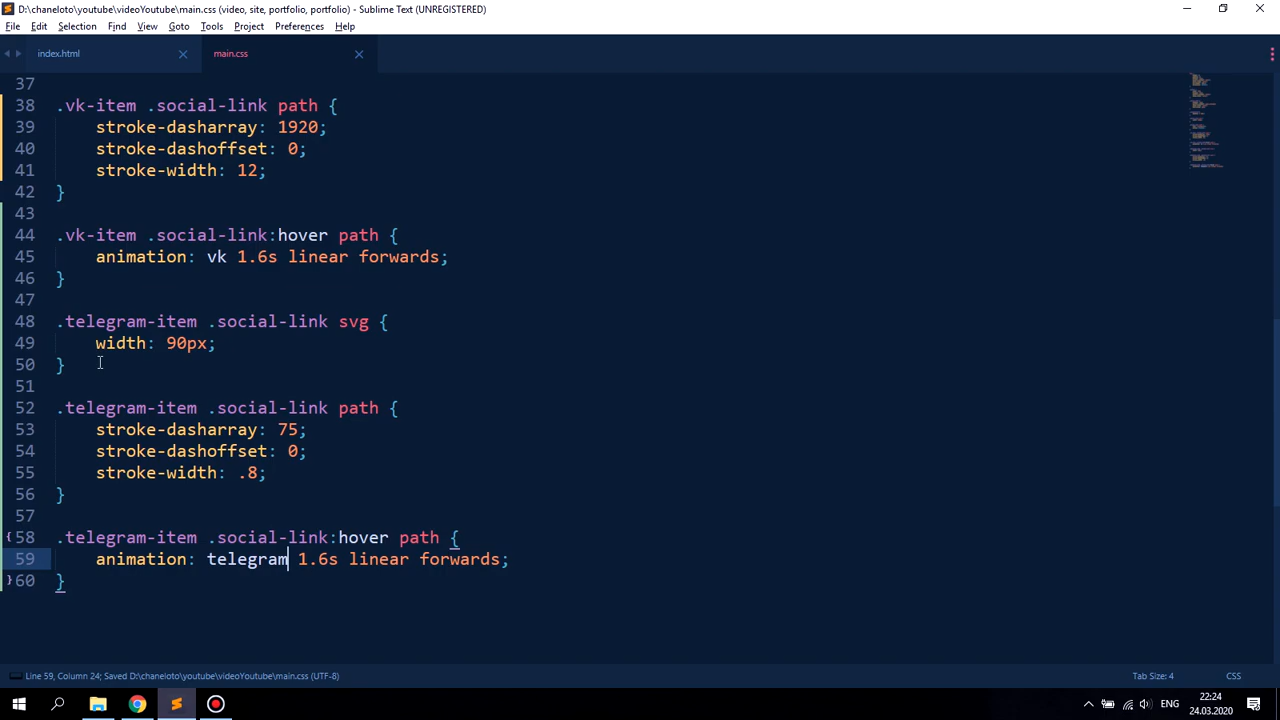 D:\chaneloto\youtube\videoYoutube\main.css (video, site, portfolio, portfolio) - Sublime Text (UNREGISTERED)
File Edit Selection Find View Goto Tools Project Preferences Help
index.html main.css
37
38 .vk-item .social-link path {
39 stroke-dasharray: 1920;
40 stroke-dashoffset: 0;
41 stroke-width: 12;
42 }
43
44 .vk-item .social-link:hover path {
45 animation: vk 1.6s linear forwards;
46 }
47
48 .telegram-item .social-link svg {
49 width: 90px;
50 }
51
52 .telegram-item .social-link path {
53 stroke-dasharray: 75;
54 stroke-dashoffset: 0;
55 stroke-width: .8;
56 }
57
58 .telegram-item .social-link:hover path {
59 animation: telegram 1.6s linear forwards;
60 }
Line 59, Column 24; Saved D:\chaneloto\youtube\videoYoutube\main.css (UTF-8) Tab Size: 4 CSS
ENG 22:24
24.03.2020